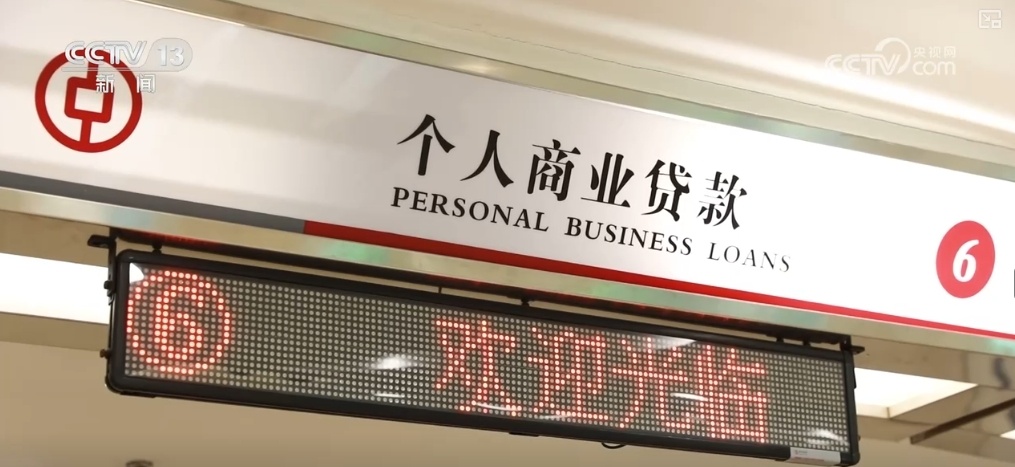 CCTV 13
新闻
央视网
CCTV com
个人商业贷款
PERSONAL BUSINESS LOANS
6
6 欢迎光临